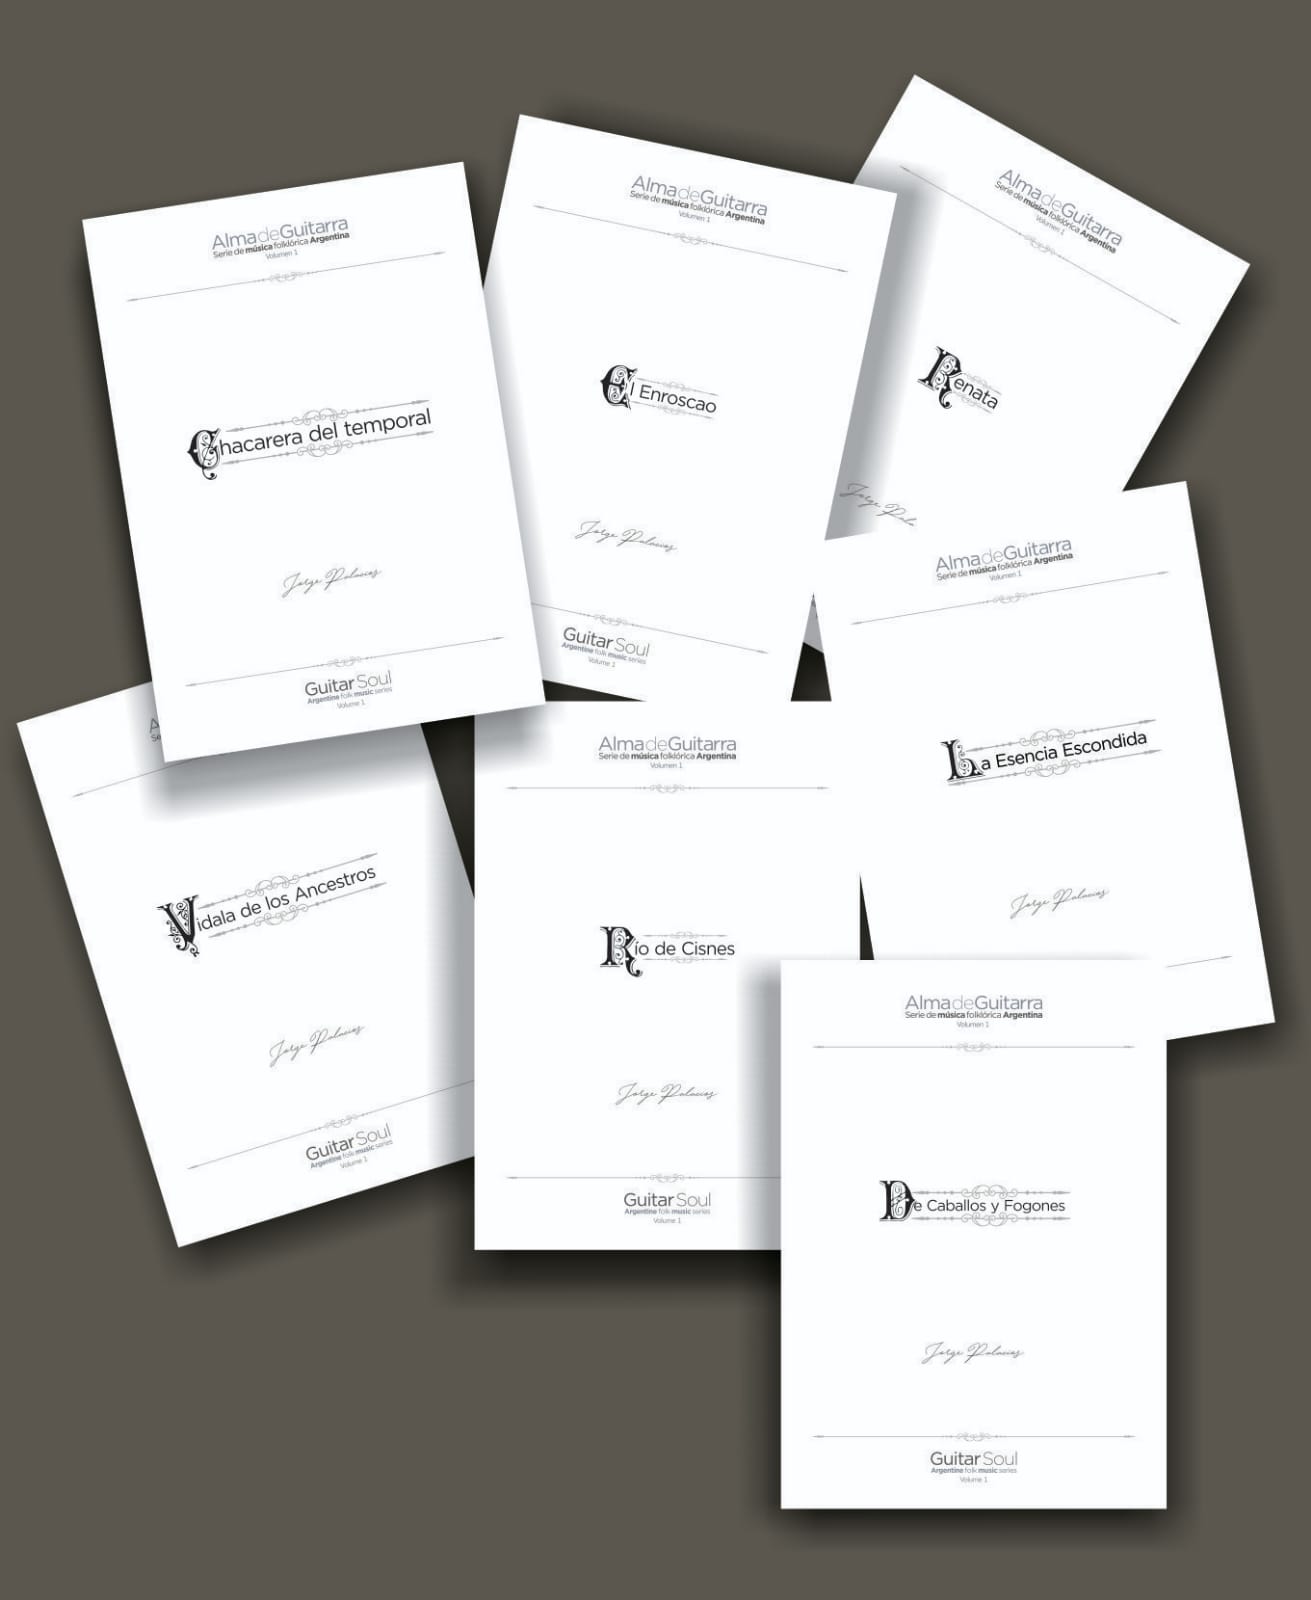 AlmadeGuitarra
Serie de música folklórica Argentina
Volumen 1
Chacarera del temporal
Jorge Palacios
GuitarSoul
Argentine folk music series
Volume 1
AlmadeGuitarra
Serie de música folklórica Argentina
Volumen 1
El Enroscao
Jorge Palacios
GuitarSoul
Argentine folk music series
Volume 1
AlmadeGuitarra
Serie de música folklórica Argentina
Volumen 1
Renata
Jorge Pala
AlmadeGuitarra
Serie de música folklórica Argentina
Volumen 1
La Esencia Escondida
Jorge Palacios
A
Se
Vidala de los Ancestros
Jorge Palacios
GuitarSoul
Argentine folk music series
Volume 1
AlmadeGuitarra
Serie de música folklórica Argentina
Volumen 1
Río de Cisnes
Jorge Palacios
GuitarSoul
Argentine folk music series
Volume 1
AlmadeGuitarra
Serie de música folklórica Argentina
Volumen 1
De Caballos y Fogones
Jorge Palacios
GuitarSoul
Argentine folk music series
Volume 1